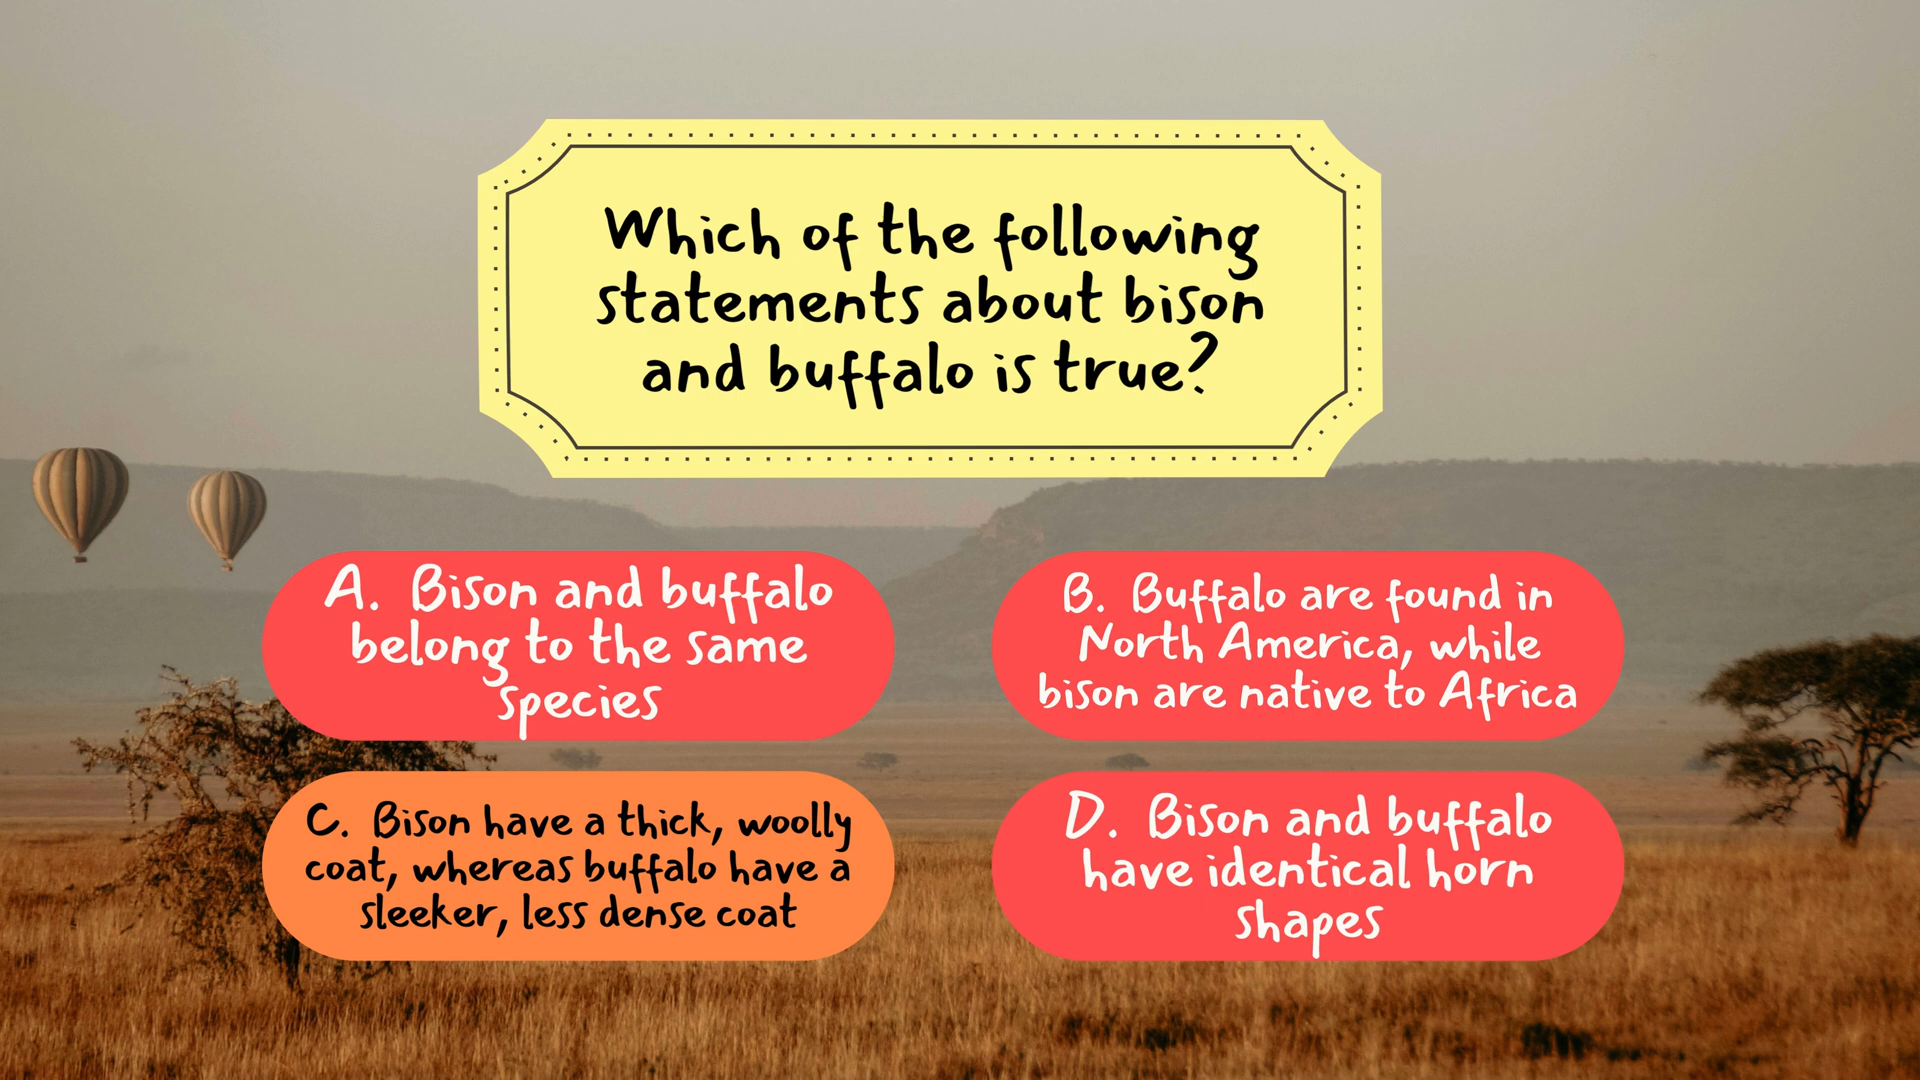 Which of the following
statements about bison
and buffalo is true?
A. Bison and buffalo
belong to the same
species
B. Buffalo are found in
North America, while
bison are native to Africa
C. Bison have a thick, woolly
coat, whereas buffalo have a
sleeker, less dense coat
D. Bison and buffalo
have identical horn
shapes